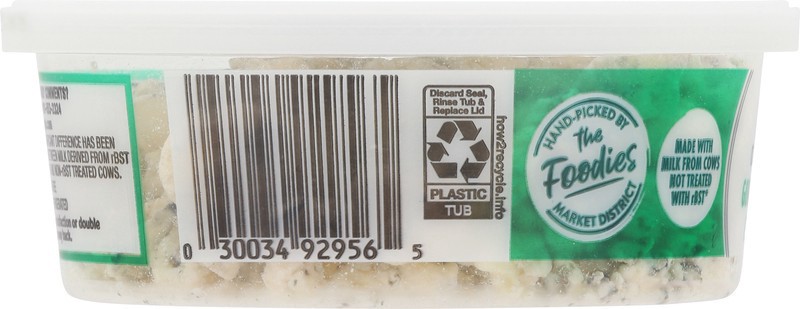 COMMENTS?
DIFFERENCE HAS BEEN
MILK DERIVED FROM rBST
NON-rBST TREATED COWS.
or double
0 30034 92956 5
Discard Seal,
Rinse Tub &
Replace Lid
PLASTIC
TUB
how2recycle.info
HAND-PICKED BY
the
Foodies
MARKET DISTRICT
MADE WITH
MILK FROM COWS
NOT TREATED
WITH rBST*